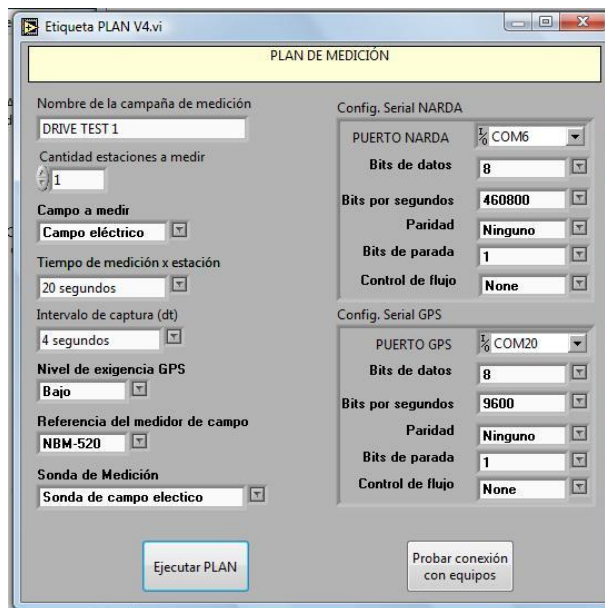 Etiqueta PLAN V4.vi
PLAN DE MEDICIÓN
Nombre de la campaña de medición
DRIVE TEST 1
Cantidad estaciones a medir
1
Campo a medir
Campo eléctrico
Tiempo de medición x estación
20 segundos
Intervalo de captura (dt)
4 segundos
Nivel de exigencia GPS
Bajo
Referencia del medidor de campo
NBM-520
Sonda de Medición
Sonda de campo electico
Config. Serial NARDA
PUERTO NARDA COM6
Bits de datos 8
Bits por segundos 460800
Paridad Ninguno
Bits de parada 1
Control de flujo None
Config. Serial GPS
PUERTO GPS COM20
Bits de datos 8
Bits por segundos 9600
Paridad Ninguno
Bits de parada 1
Control de flujo None
Ejecutar PLAN
Probar conexión
con equipos